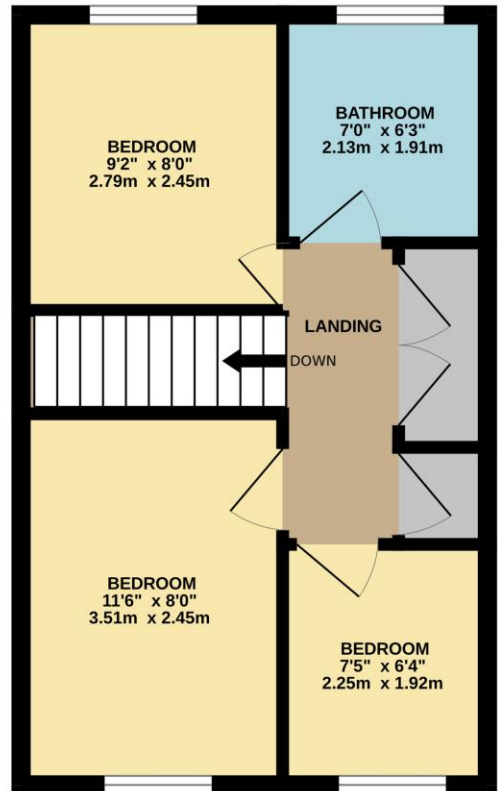 BATHROOM
7'0" x 6'3"
2.13m x 1.91m
BEDROOM
9'2" x 8'0"
2.79m x 2.45m
LANDING
DOWN
BEDROOM
11'6" x 8'0"
3.51m x 2.45m
BEDROOM
7'5" x 6'4"
2.25m x 1.92m